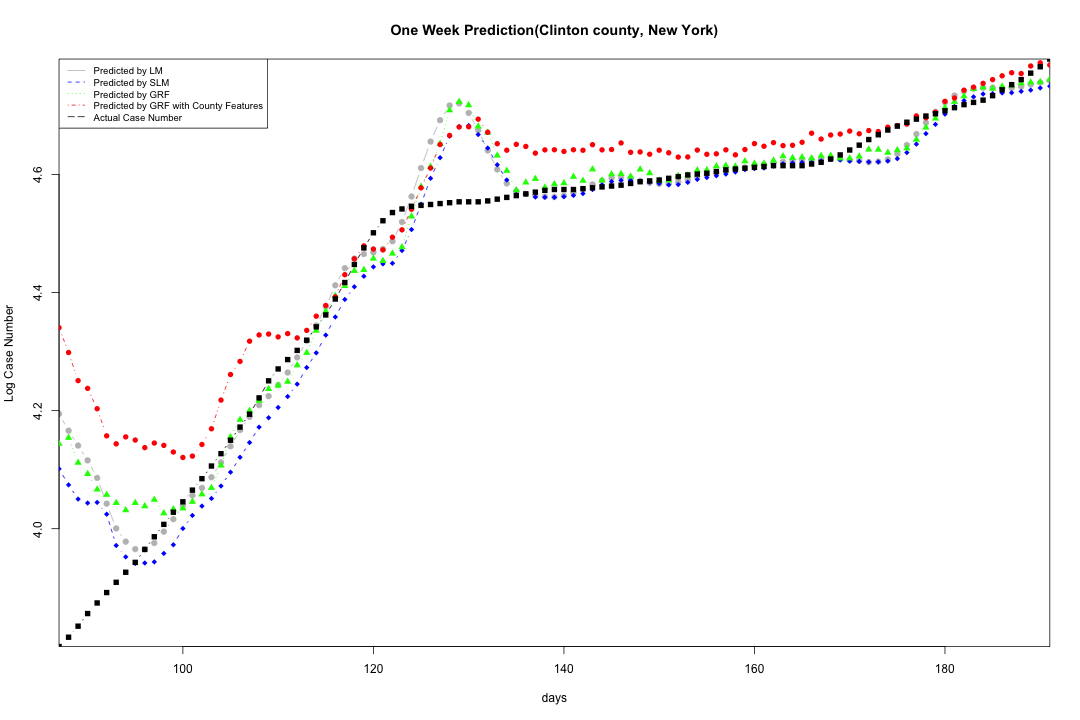 One Week Prediction(Clinton county, New York)
Predicted by LM
Predicted by SLM
Predicted by GRF
Predicted by GRF with County Features
Actual Case Number
Log Case Number
4.6
4.4
4.2
4.0
100 120 140 160 180
days